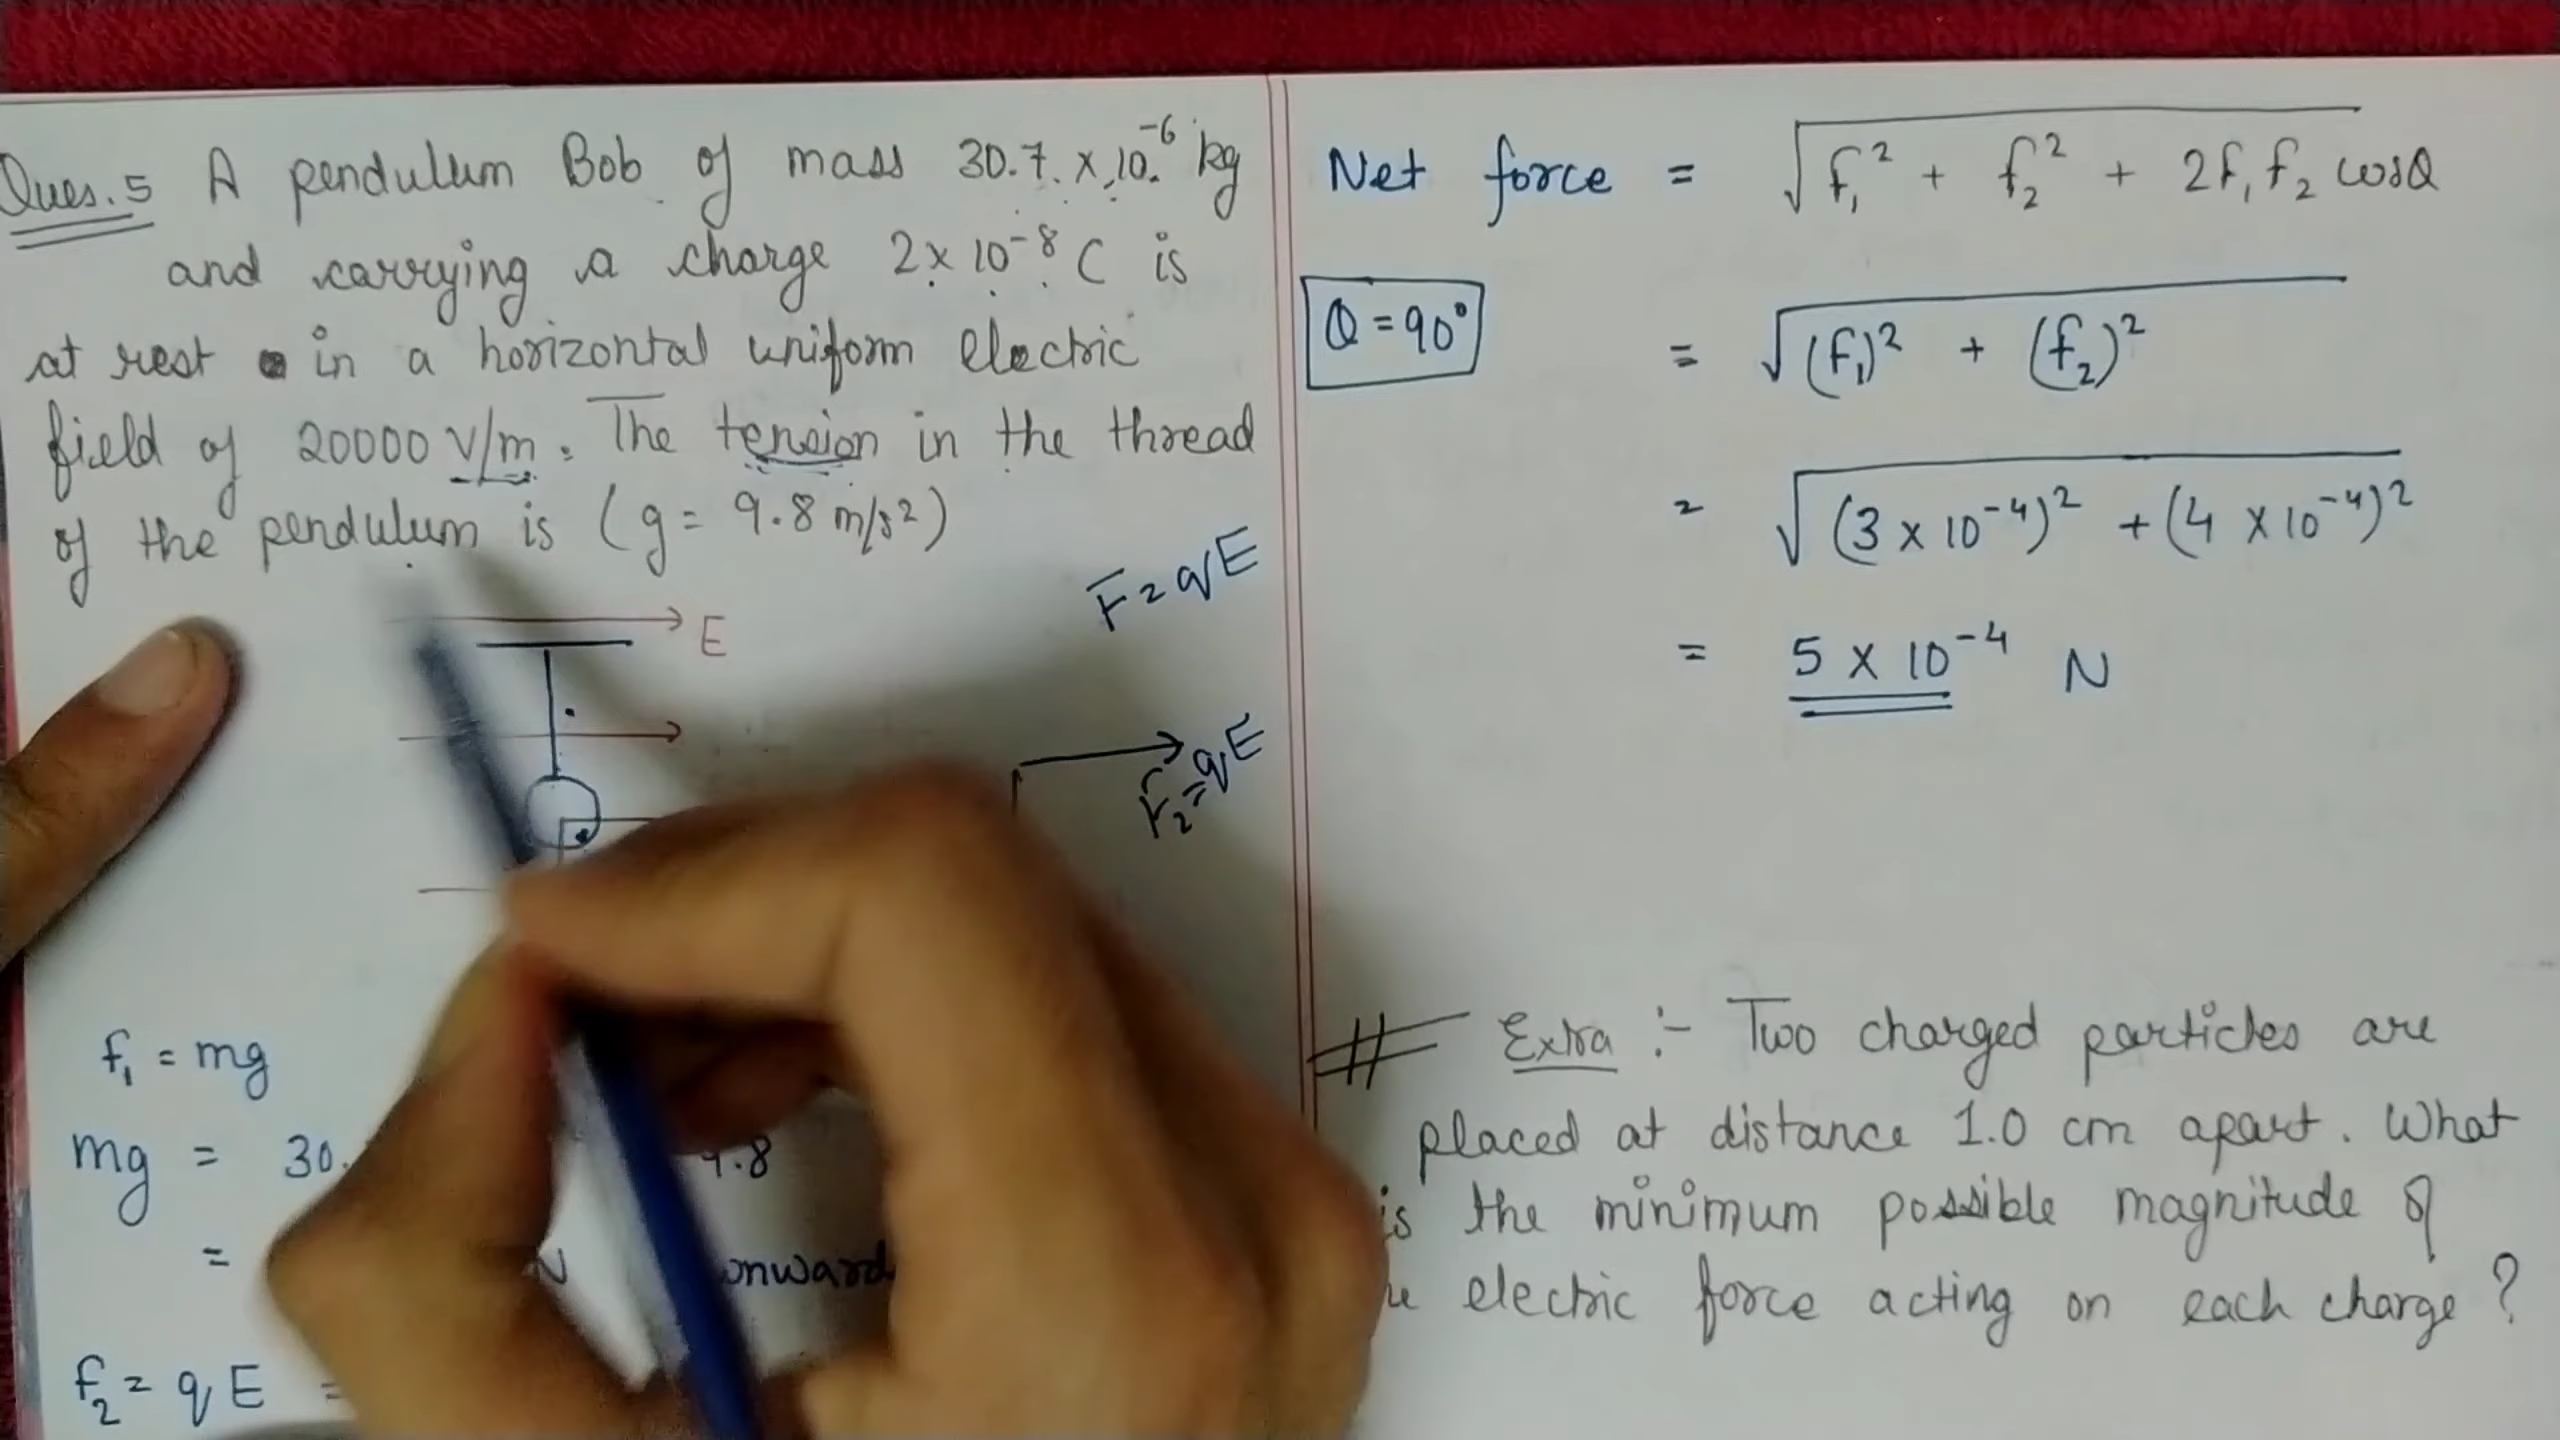 Ques. 5 A pendulum Bob of mass 30.7 x 10⁻⁶ kg
and carrying a charge 2 x 10⁻⁸ C is
at rest in a horizontal uniform electric
field of 20000 V/m. The tension in the thread
of the pendulum is (g = 9.8 m/s²)
F = qE
E
F₂ = qE
f₁ = mg
mg = 30. 9.8
= N
f₂ = qE =
Net force = √f₁² + f₂² + 2f₁f₂ cosθ
θ = 90°
= √(f₁)² + (f₂)²
= √(3 x 10⁻⁴)² + (4 x 10⁻⁴)²
= 5 x 10⁻⁴ N
# Extra :- Two charged particles are
placed at distance 1.0 cm apart. What
is the minimum possible magnitude of
electric force acting on each charge?